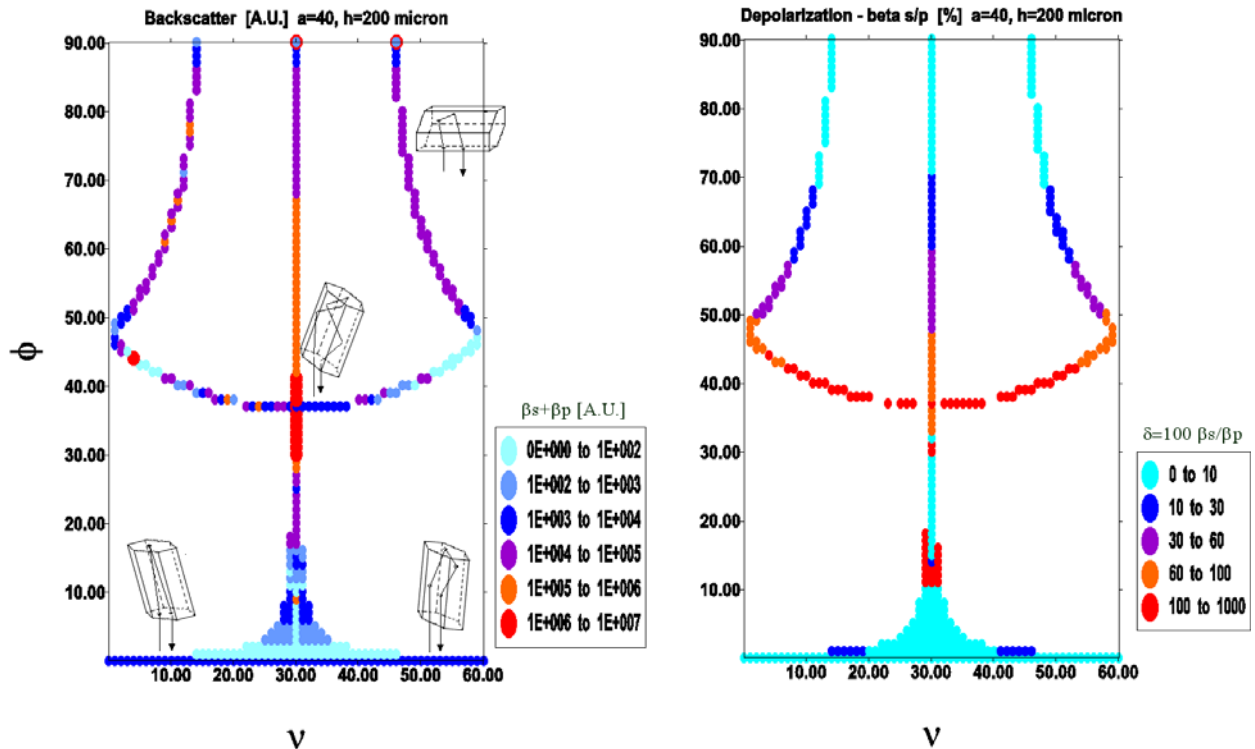 Backscatter [A.U.] a=40, h=200 micron
90.00
80.00
70.00
60.00
50.00
40.00
30.00
20.00
10.00
10.00 20.00 30.00 40.00 50.00 60.00
ϕ
ν
βs+βp [A.U.]
0E+000 to 1E+002
1E+002 to 1E+003
1E+003 to 1E+004
1E+004 to 1E+005
1E+005 to 1E+006
1E+006 to 1E+007
Depolarization - beta s/p [%] a=40, h=200 micron
90.00
80.00
70.00
60.00
50.00
40.00
30.00
20.00
10.00
10.00 20.00 30.00 40.00 50.00 60.00
ν
δ=100 βs/βp
0 to 10
10 to 30
30 to 60
60 to 100
100 to 1000